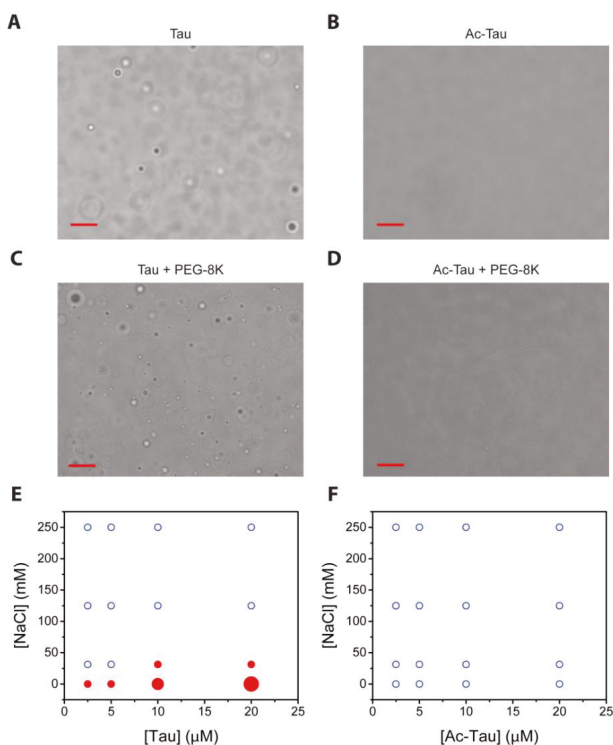 A
Tau
B
Ac-Tau
C
Tau + PEG-8K
D
Ac-Tau + PEG-8K
E
250
200
150
100
50
0
[NaCl] (mM)
0 5 10 15 20 25
[Tau] (µM)
F
250
200
150
100
50
0
[NaCl] (mM)
0 5 10 15 20 25
[Ac-Tau] (µM)